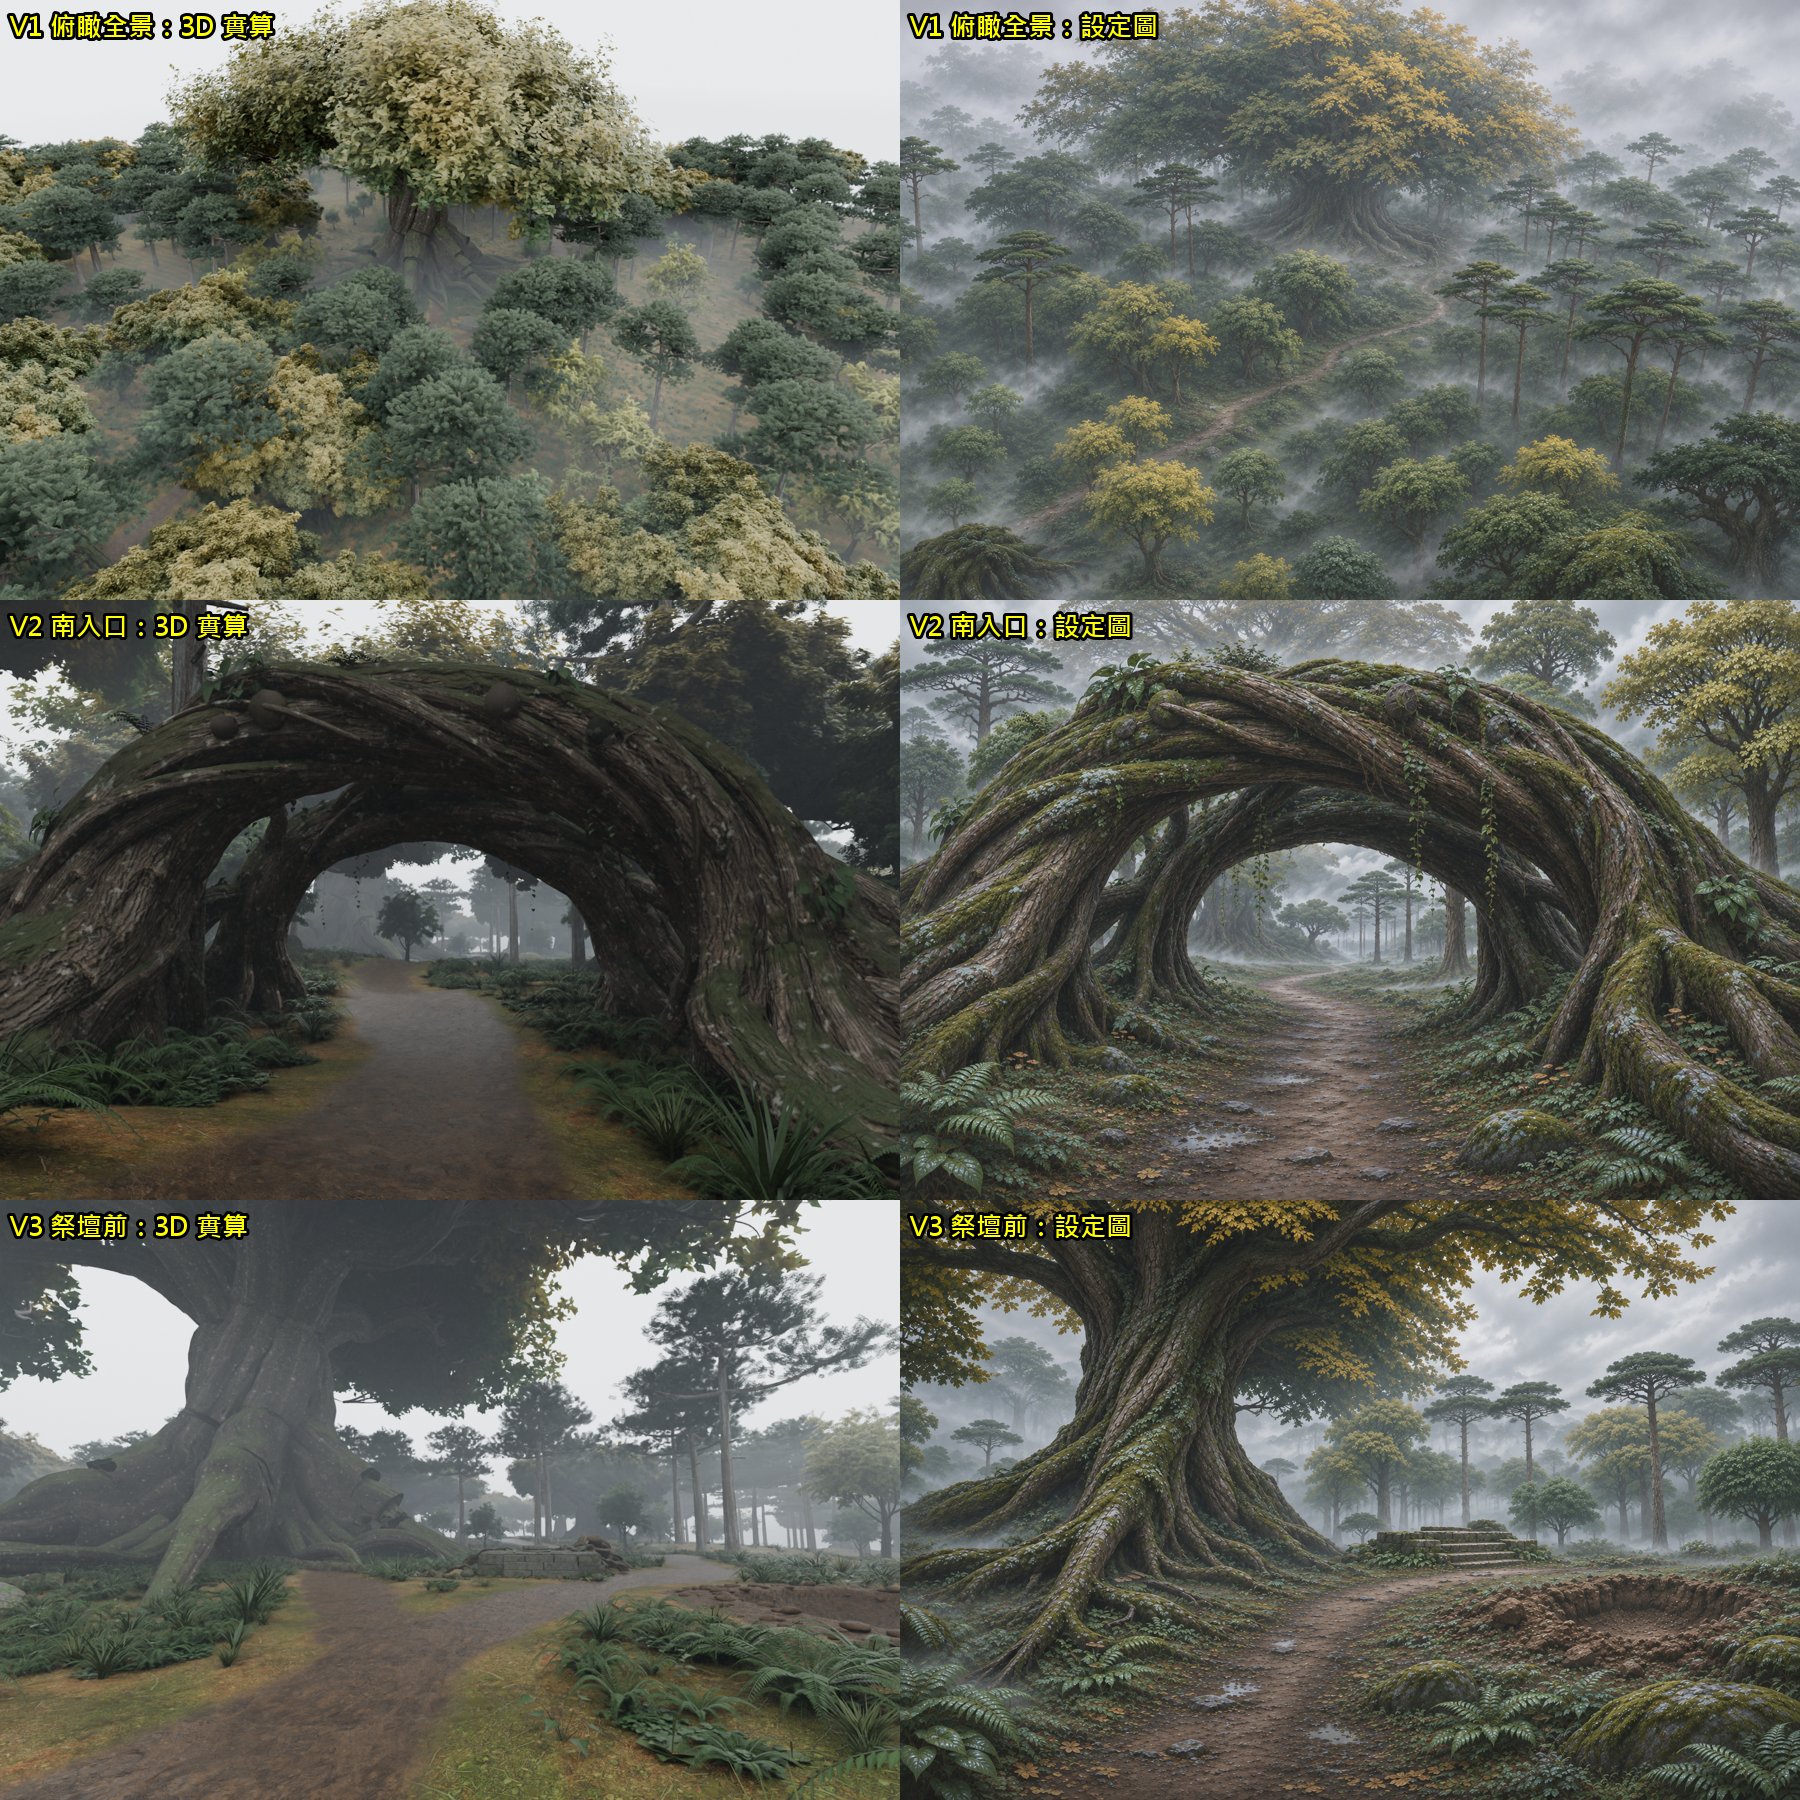 V1 俯瞰全景：3D 實算
V1 俯瞰全景：設定圖
V2 南入口：3D 實算
V2 南入口：設定圖
V3 祭壇前：3D 實算
V3 祭壇前：設定圖